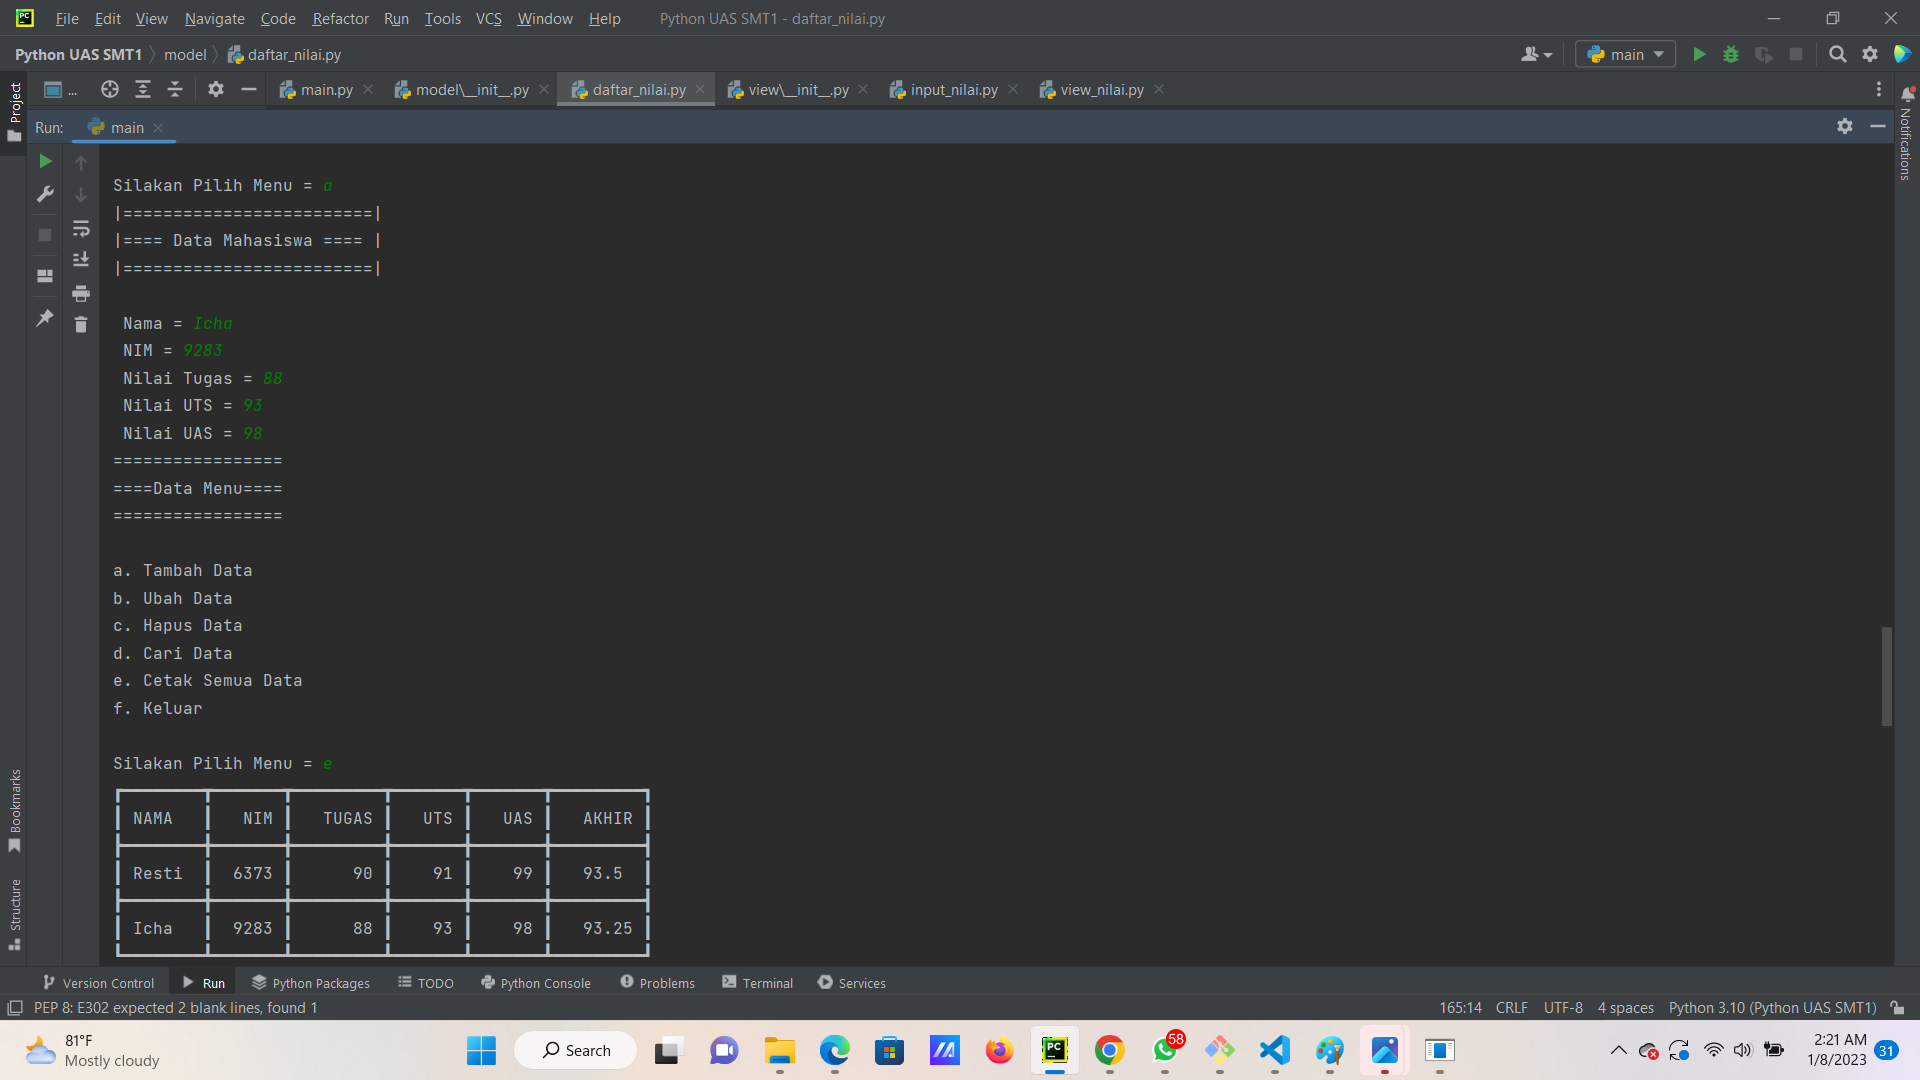 File Edit View Navigate Code Refactor Run Tools VCS Window Help Python UAS SMT1 - daftar_nilai.py
Python UAS SMT1 model daftar_nilai.py main
... main.py model\__init__.py daftar_nilai.py view\__init__.py input_nilai.py view_nilai.py
Project
Notifications
Run: main
Silakan Pilih Menu = a
|=========================|
|==== Data Mahasiswa ==== |
|=========================|
Nama = Icha
NIM = 9283
Nilai Tugas = 88
Nilai UTS = 93
Nilai UAS = 98
=================
====Data Menu====
=================
a. Tambah Data
b. Ubah Data
c. Hapus Data
d. Cari Data
e. Cetak Semua Data
f. Keluar
Silakan Pilih Menu = e
NAMA NIM TUGAS UTS UAS AKHIR
Resti 6373 90 91 99 93.5
Icha 9283 88 93 98 93.25
Bookmarks
Structure
Version Control Run Python Packages TODO Python Console Problems Terminal Services
PEP 8: E302 expected 2 blank lines, found 1 165:14 CRLF UTF-8 4 spaces Python 3.10 (Python UAS SMT1)
81°F
Mostly cloudy
Search
PC
58
2:21 AM
1/8/2023
31